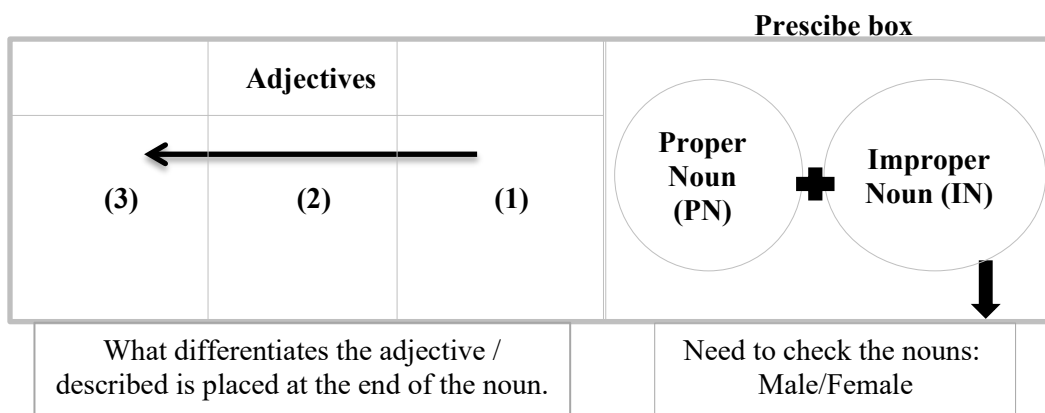 Prescibe box
Adjectives
(3)
(2)
(1)
Proper
Noun
(PN)
Improper
Noun (IN)
What differentiates the adjective /
described is placed at the end of the noun.
Need to check the nouns:
Male/Female